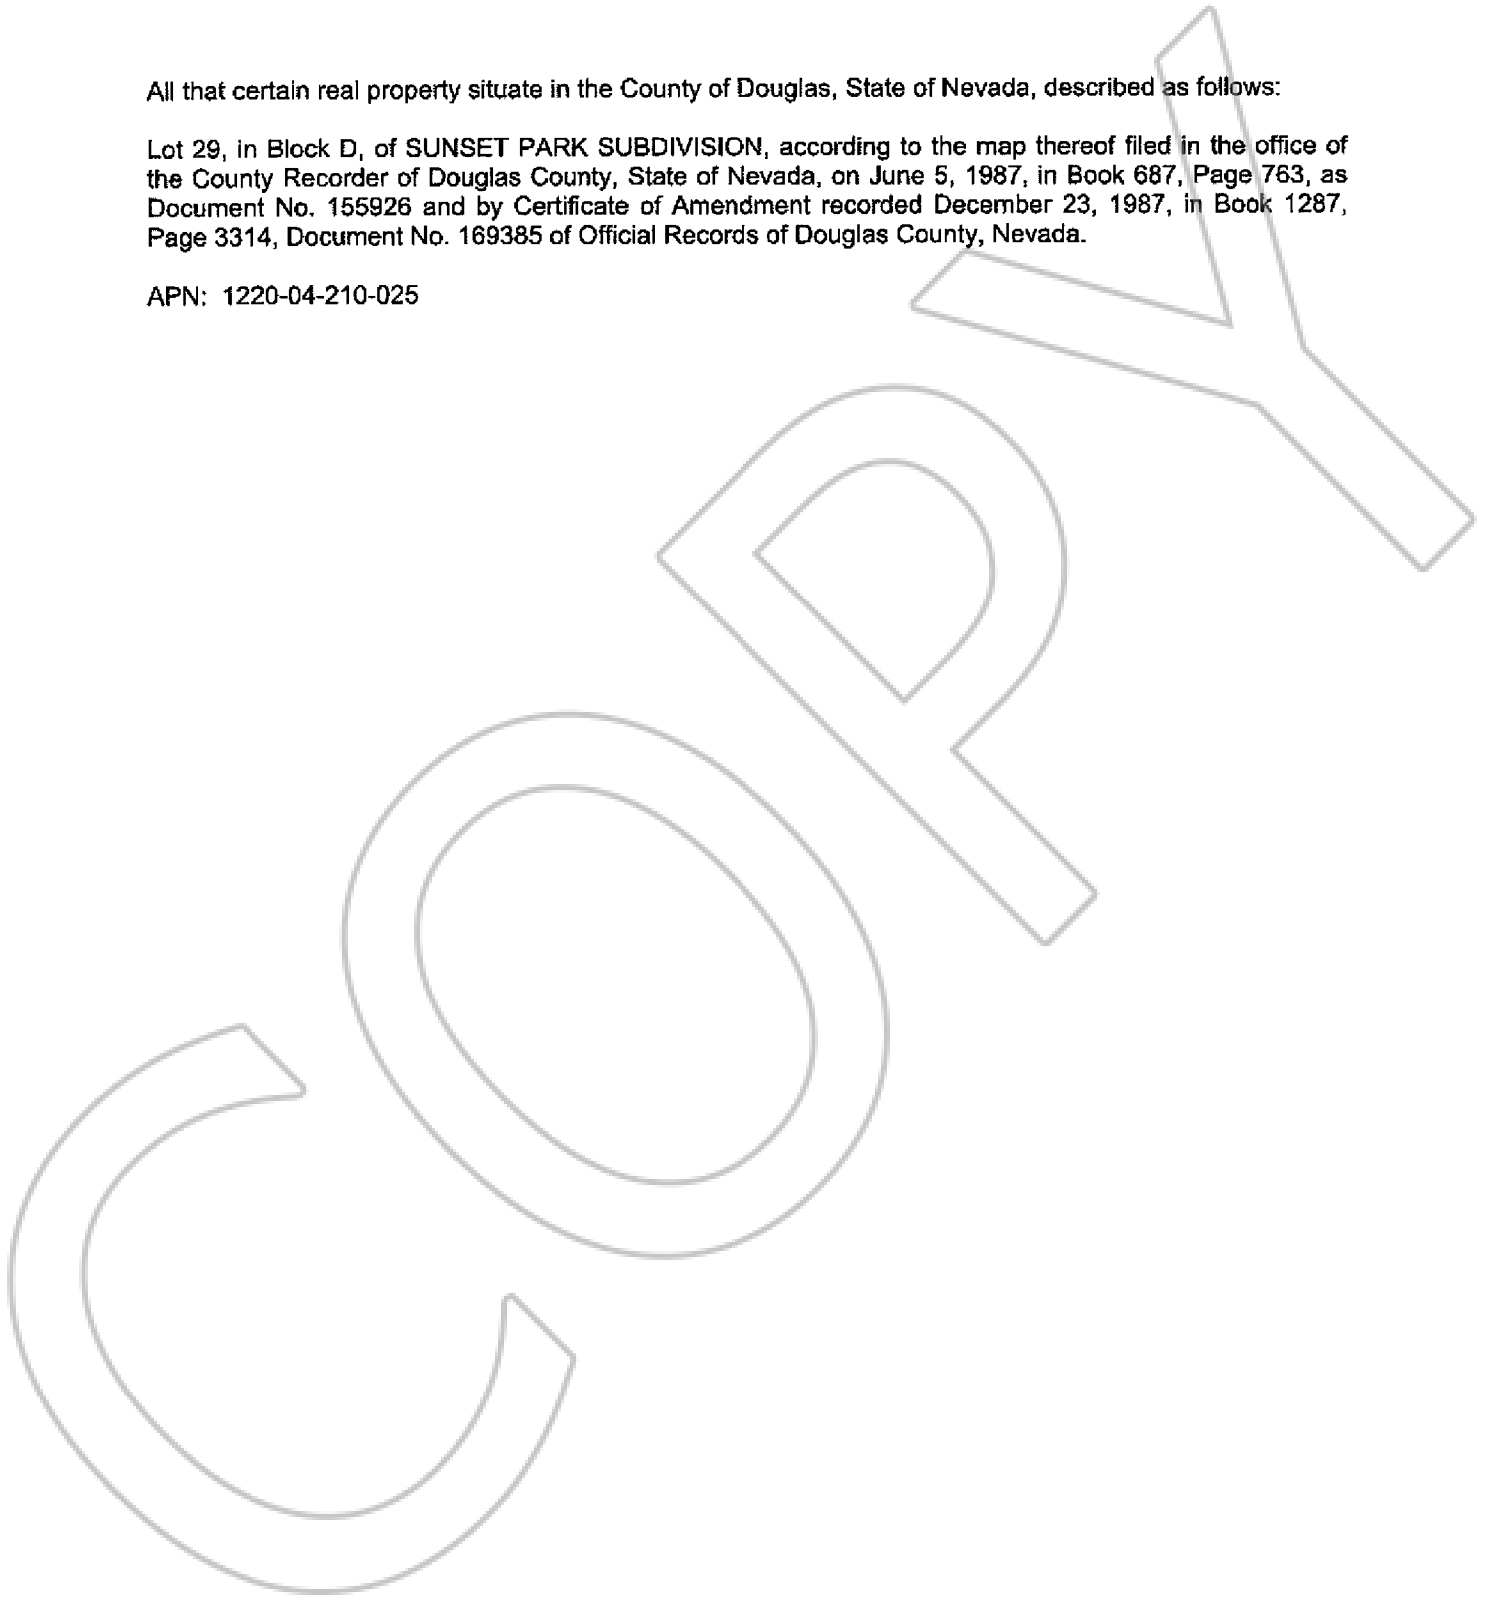 All that certain real property situate in the County of Douglas, State of Nevada, described as follows:
Lot 29, in Block D, of SUNSET PARK SUBDIVISION, according to the map thereof filed in the office of
the County Recorder of Douglas County, State of Nevada, on June 5, 1987, in Book 687, Page 763, as
Document No. 155926 and by Certificate of Amendment recorded December 23, 1987, in Book 1287,
Page 3314, Document No. 169385 of Official Records of Douglas County, Nevada.
APN: 1220-04-210-025
COPY